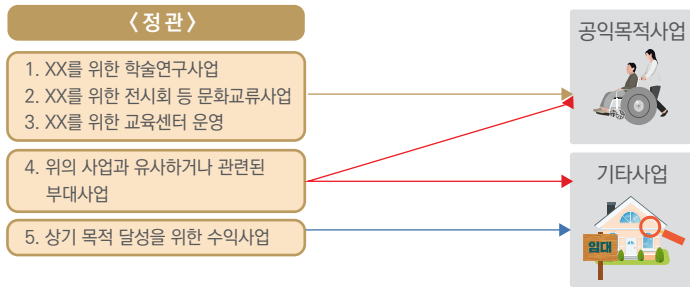 〈정관〉
1. XX를 위한 학술연구사업
2. XX를 위한 전시회 등 문화교류사업
3. XX를 위한 교육센터 운영
4. 위의 사업과 유사하거나 관련된
부대사업
5. 상기 목적 달성을 위한 수익사업
공익목적사업
기타사업
임대